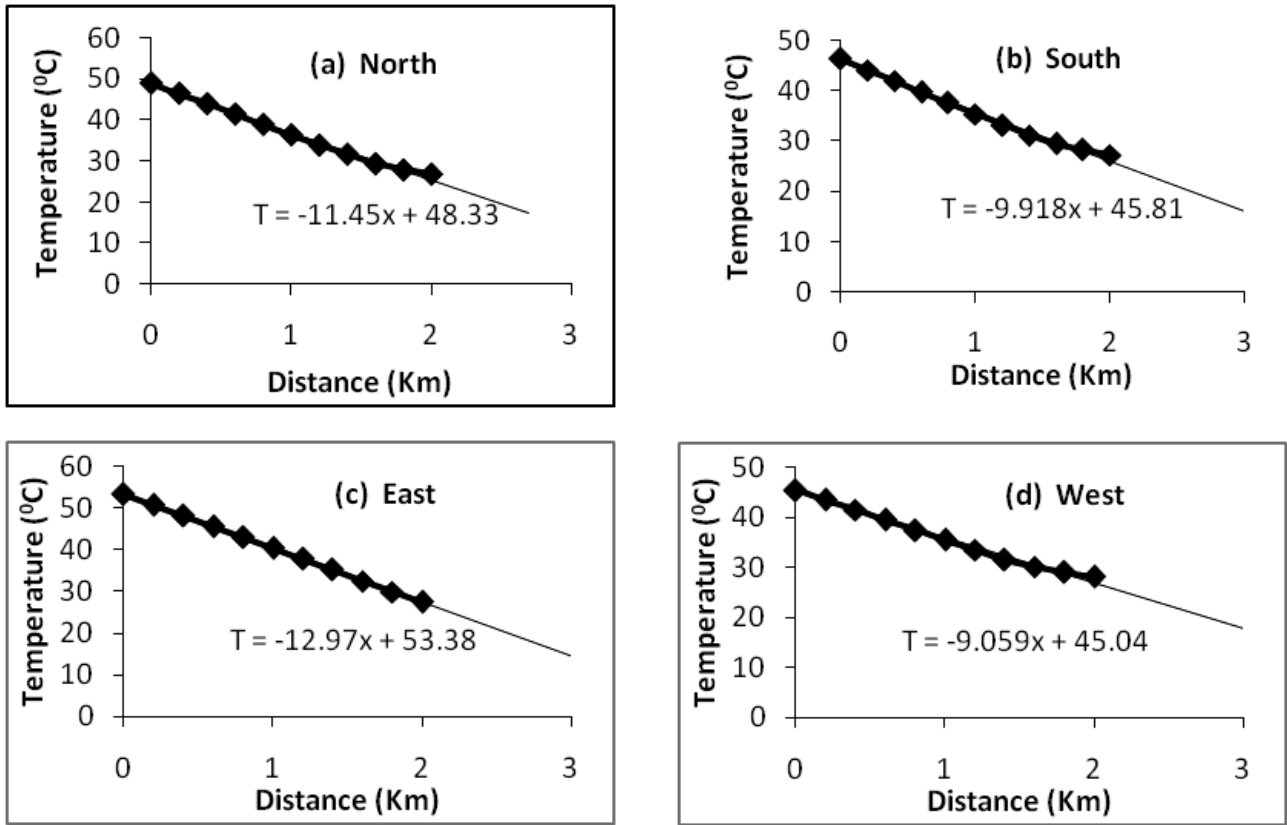 (a) North
Temperature (⁰C)
60
50
40
30
20
10
0
T = -11.45x + 48.33
0 1 2 3
Distance (Km)
(b) South
Temperature (⁰C)
50
40
30
20
10
0
T = -9.918x + 45.81
0 1 2 3
Distance (Km)
(c) East
Temperature (⁰C)
60
50
40
30
20
10
0
T = -12.97x + 53.38
0 1 2 3
Distance (Km)
(d) West
Temperature (⁰C)
50
40
30
20
10
0
T = -9.059x + 45.04
0 1 2 3
Distance (Km)